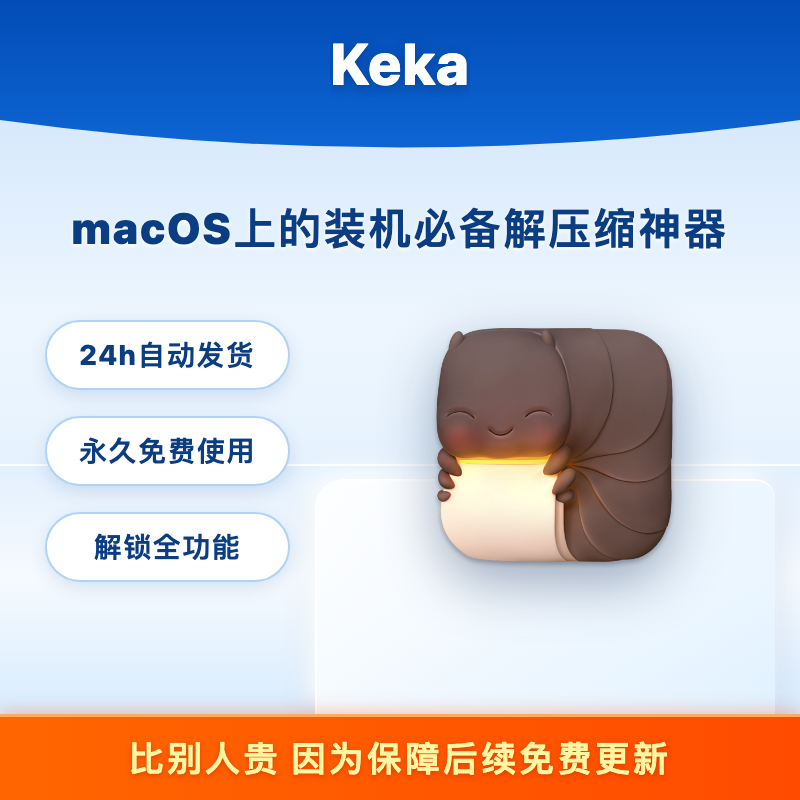 Keka
macOS上的装机必备解压缩神器
24h自动发货
永久免费使用
解锁全功能
比别人贵 因为保障后续免费更新